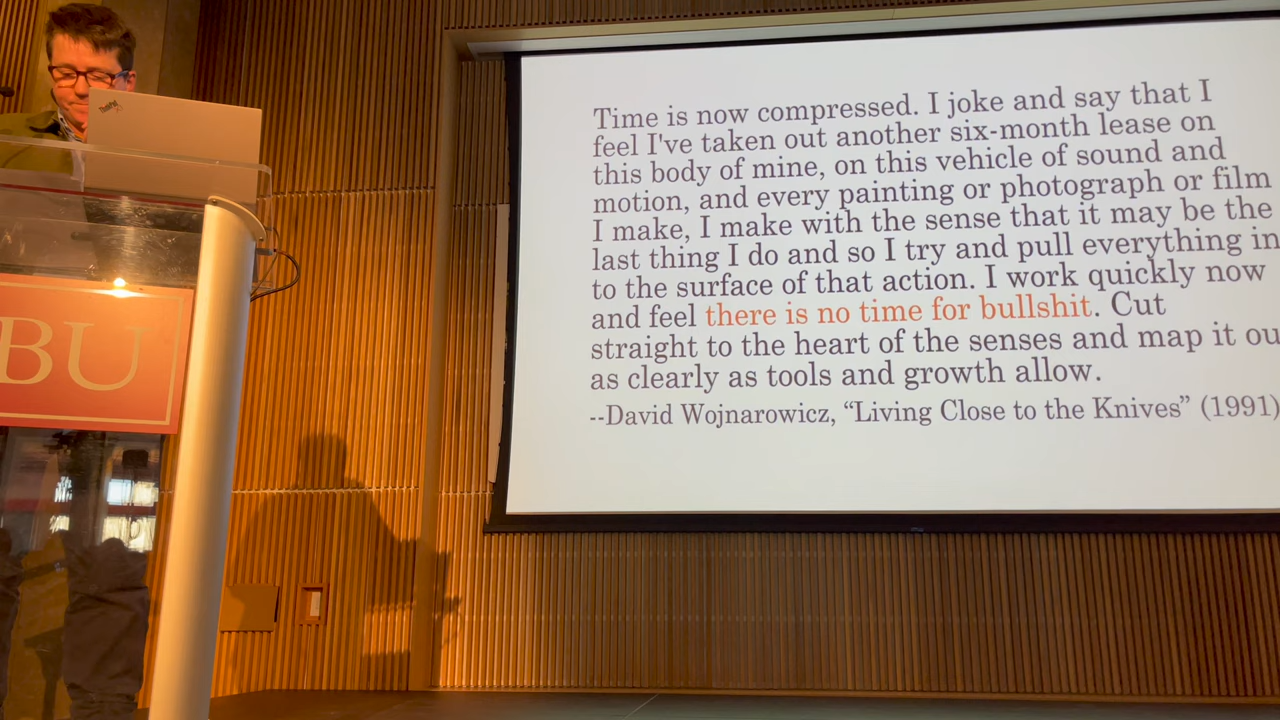 ThinkPad
BU
Time is now compressed. I joke and say that I
feel I've taken out another six-month lease on
this body of mine, on this vehicle of sound and
motion, and every painting or photograph or film
I make, I make with the sense that it may be the
last thing I do and so I try and pull everything in
to the surface of that action. I work quickly now
and feel there is no time for bullshit. Cut
straight to the heart of the senses and map it ou
as clearly as tools and growth allow.
--David Wojnarowicz, “Living Close to the Knives” (1991)